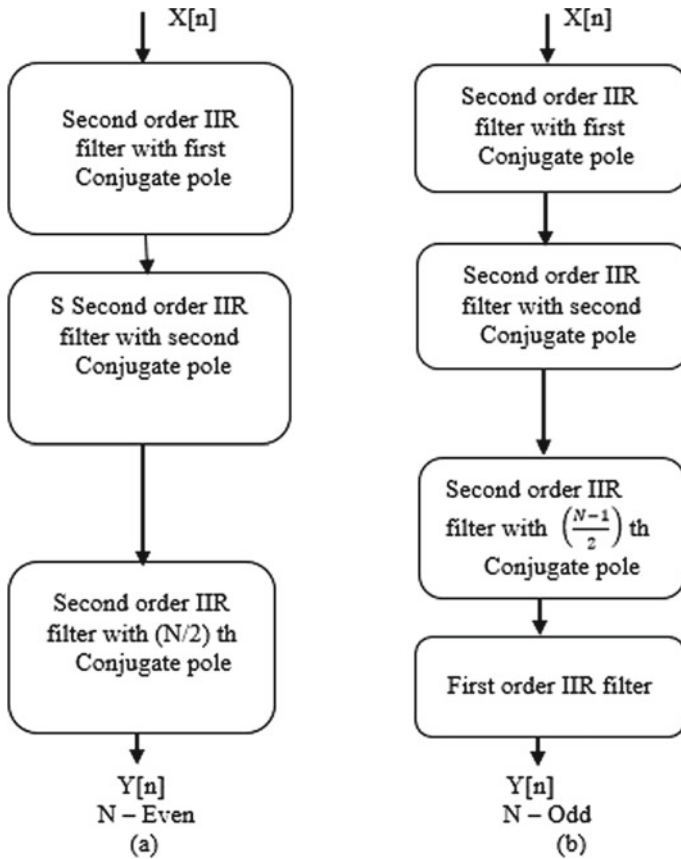 X[n]
Second order IIR
filter with first
Conjugate pole
S Second order IIR
filter with second
Conjugate pole
Second order IIR
filter with (N/2) th
Conjugate pole
Y[n]
N – Even
(a)
X[n]
Second order IIR
filter with first
Conjugate pole
Second order IIR
filter with second
Conjugate pole
Second order IIR
filter with (N−1/2) th
Conjugate pole
First order IIR filter
Y[n]
N – Odd
(b)